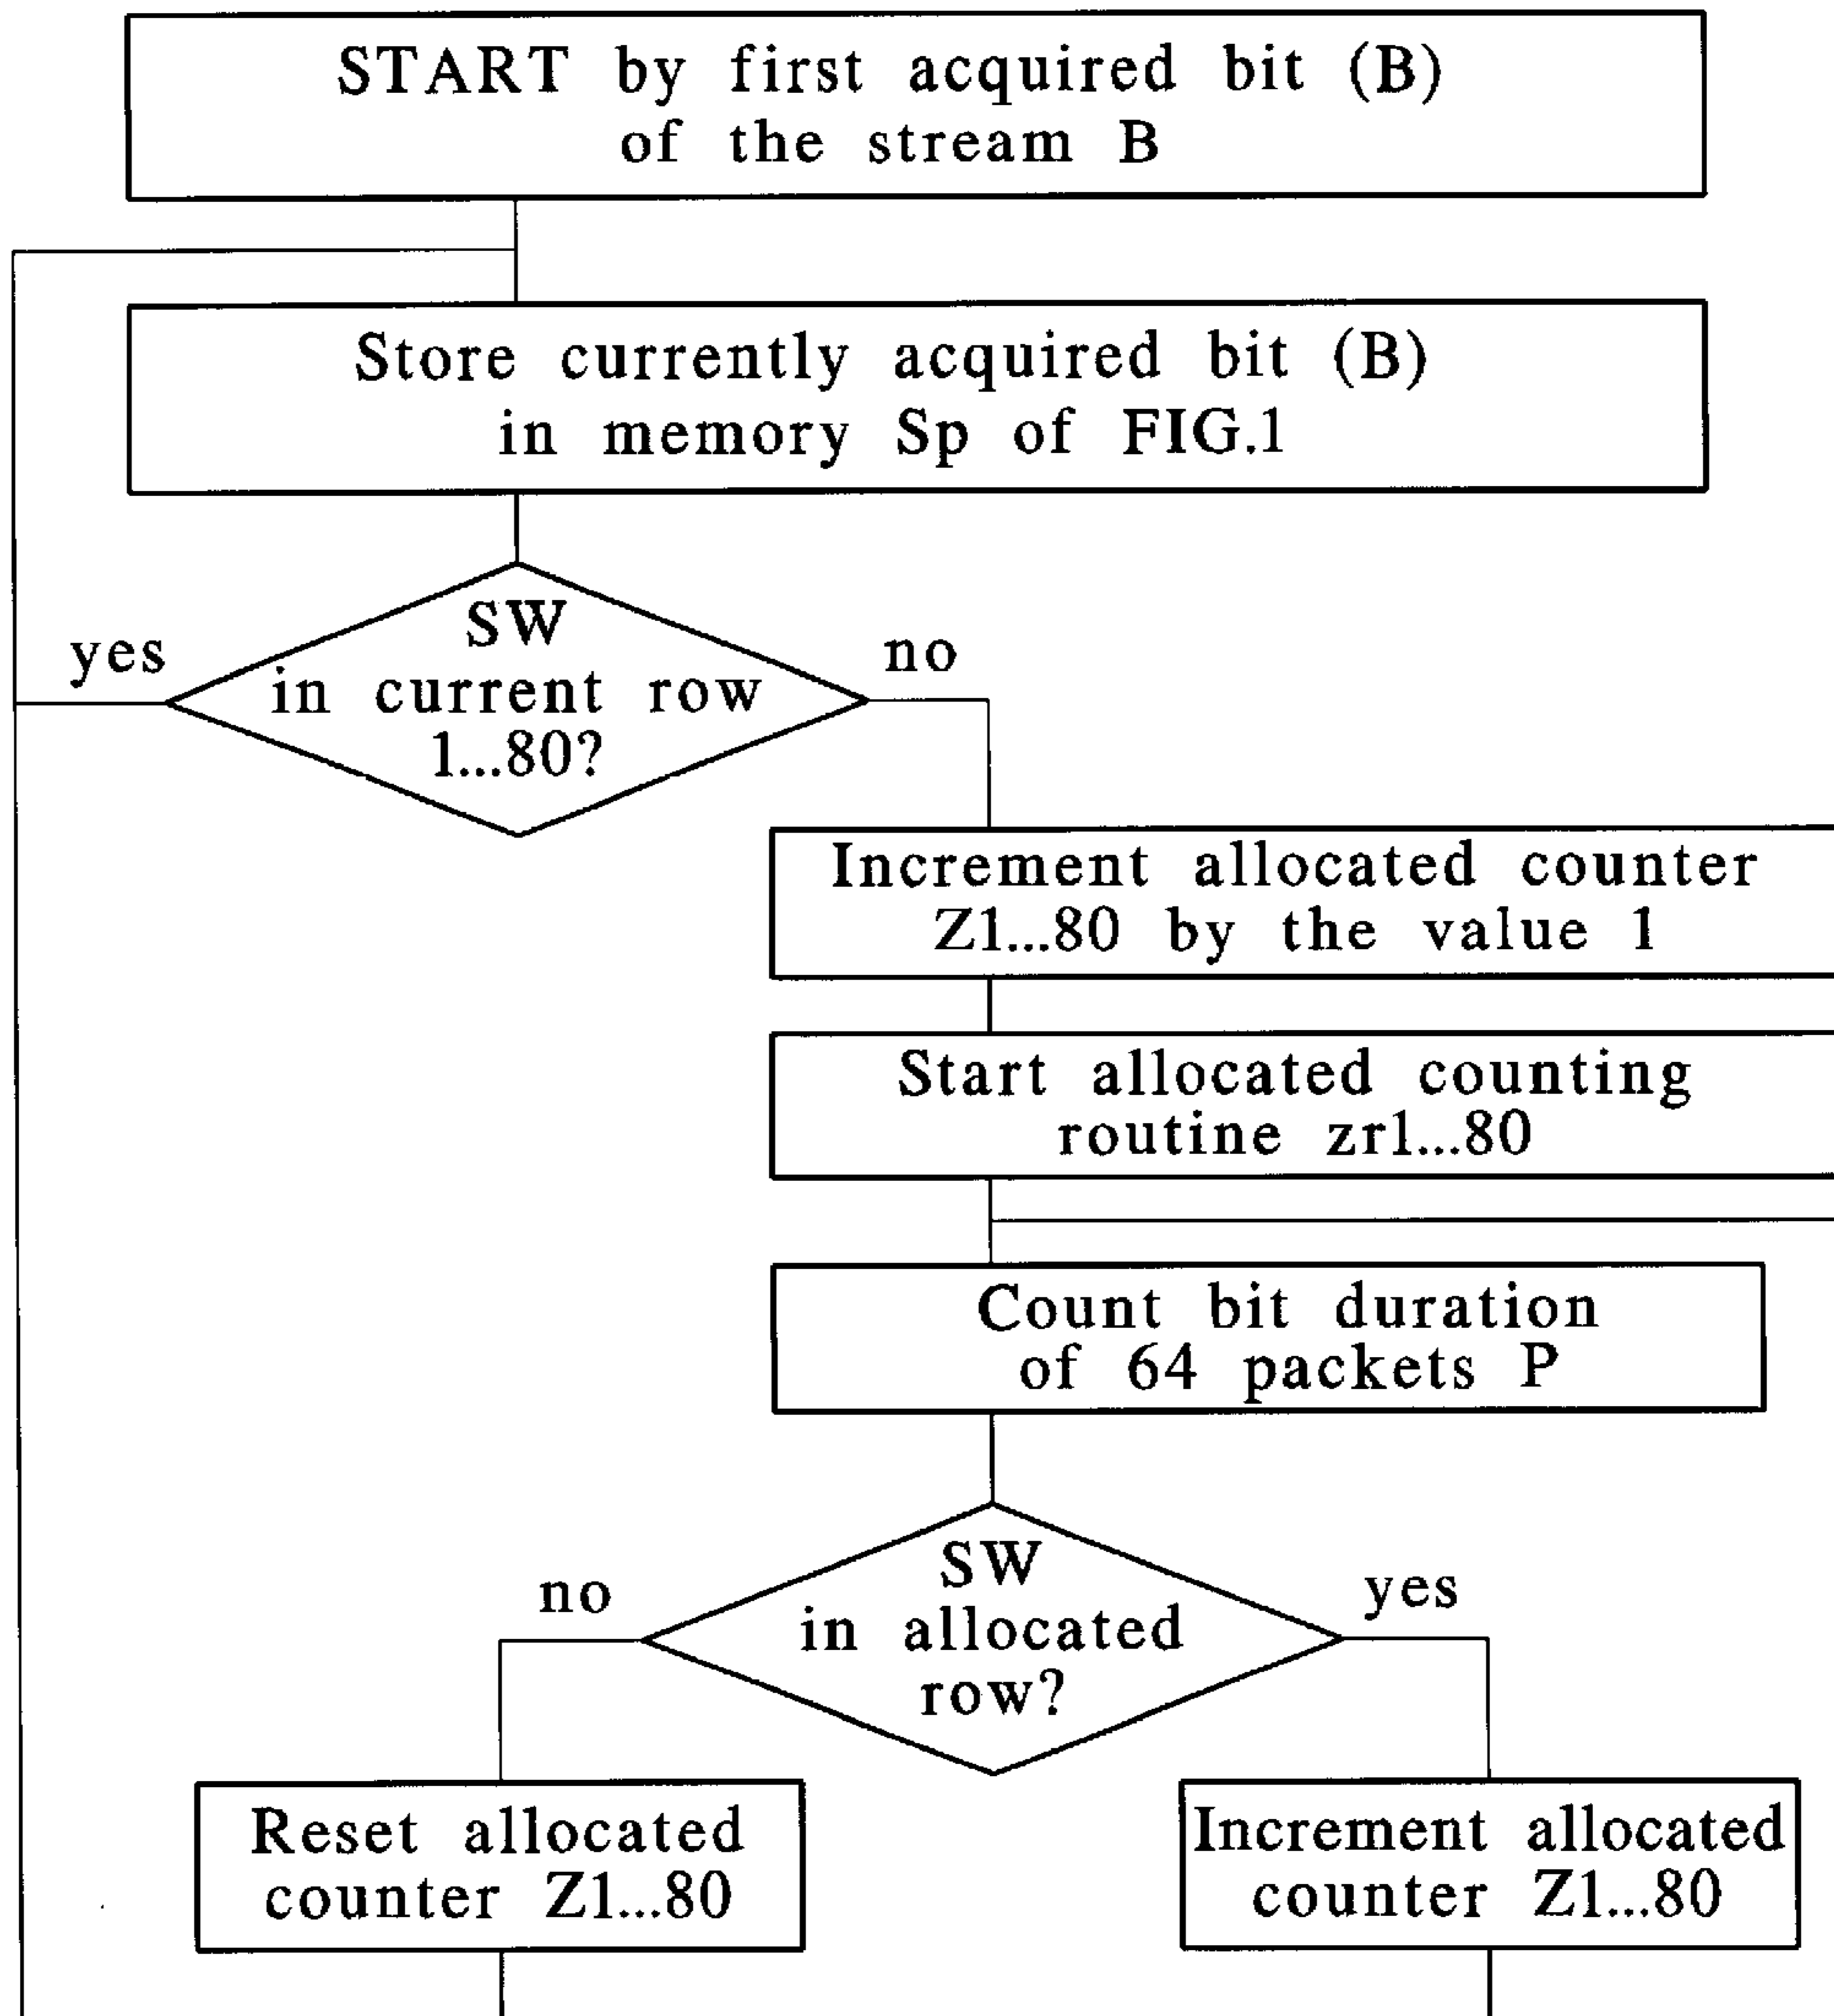 START by first acquired bit (B)
of the stream B
Store currently acquired bit (B)
in memory Sp of FIG.1
SW
in current row
1...80?
yes
no
Increment allocated counter
Z1...80 by the value 1
Start allocated counting
routine zr1...80
Count bit duration
of 64 packets P
SW
in allocated
row?
no
yes
Reset allocated
counter Z1...80
Increment allocated
counter Z1...80